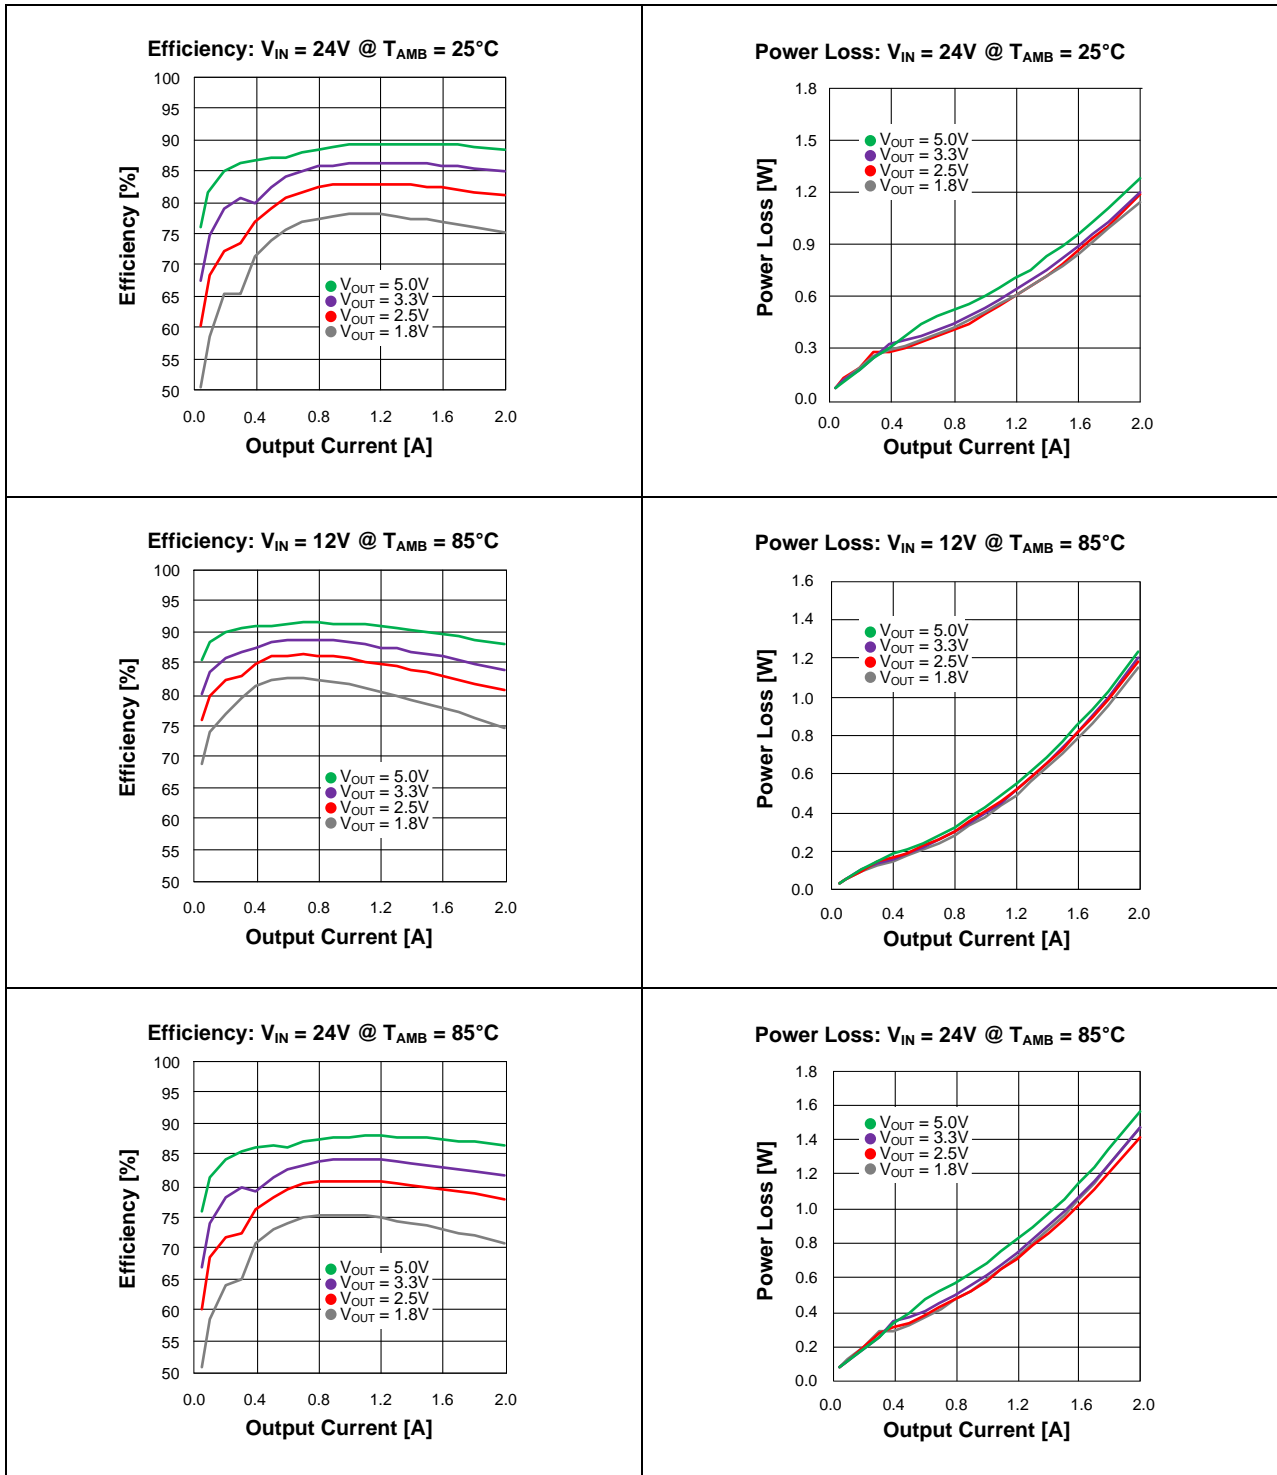 Efficiency: VIN = 24V @ TAMB = 25°C
100
95
90
85
80
75
70
65
60
55
50
Efficiency [%]
VOUT = 5.0V
VOUT = 3.3V
VOUT = 2.5V
VOUT = 1.8V
0.0 0.4 0.8 1.2 1.6 2.0
Output Current [A]
Power Loss: VIN = 24V @ TAMB = 25°C
1.8
1.5
1.2
0.9
0.6
0.3
0.0
Power Loss [W]
VOUT = 5.0V
VOUT = 3.3V
VOUT = 2.5V
VOUT = 1.8V
0.0 0.4 0.8 1.2 1.6 2.0
Output Current [A]
Efficiency: VIN = 12V @ TAMB = 85°C
100
95
90
85
80
75
70
65
60
55
50
Efficiency [%]
VOUT = 5.0V
VOUT = 3.3V
VOUT = 2.5V
VOUT = 1.8V
0.0 0.4 0.8 1.2 1.6 2.0
Output Current [A]
Power Loss: VIN = 12V @ TAMB = 85°C
1.6
1.4
1.2
1.0
0.8
0.6
0.4
0.2
0.0
Power Loss [W]
VOUT = 5.0V
VOUT = 3.3V
VOUT = 2.5V
VOUT = 1.8V
0.0 0.4 0.8 1.2 1.6 2.0
Output Current [A]
Efficiency: VIN = 24V @ TAMB = 85°C
100
95
90
85
80
75
70
65
60
55
50
Efficiency [%]
VOUT = 5.0V
VOUT = 3.3V
VOUT = 2.5V
VOUT = 1.8V
0.0 0.4 0.8 1.2 1.6 2.0
Output Current [A]
Power Loss: VIN = 24V @ TAMB = 85°C
1.8
1.6
1.4
1.2
1.0
0.8
0.6
0.4
0.2
0.0
Power Loss [W]
VOUT = 5.0V
VOUT = 3.3V
VOUT = 2.5V
VOUT = 1.8V
0.0 0.4 0.8 1.2 1.6 2.0
Output Current [A]